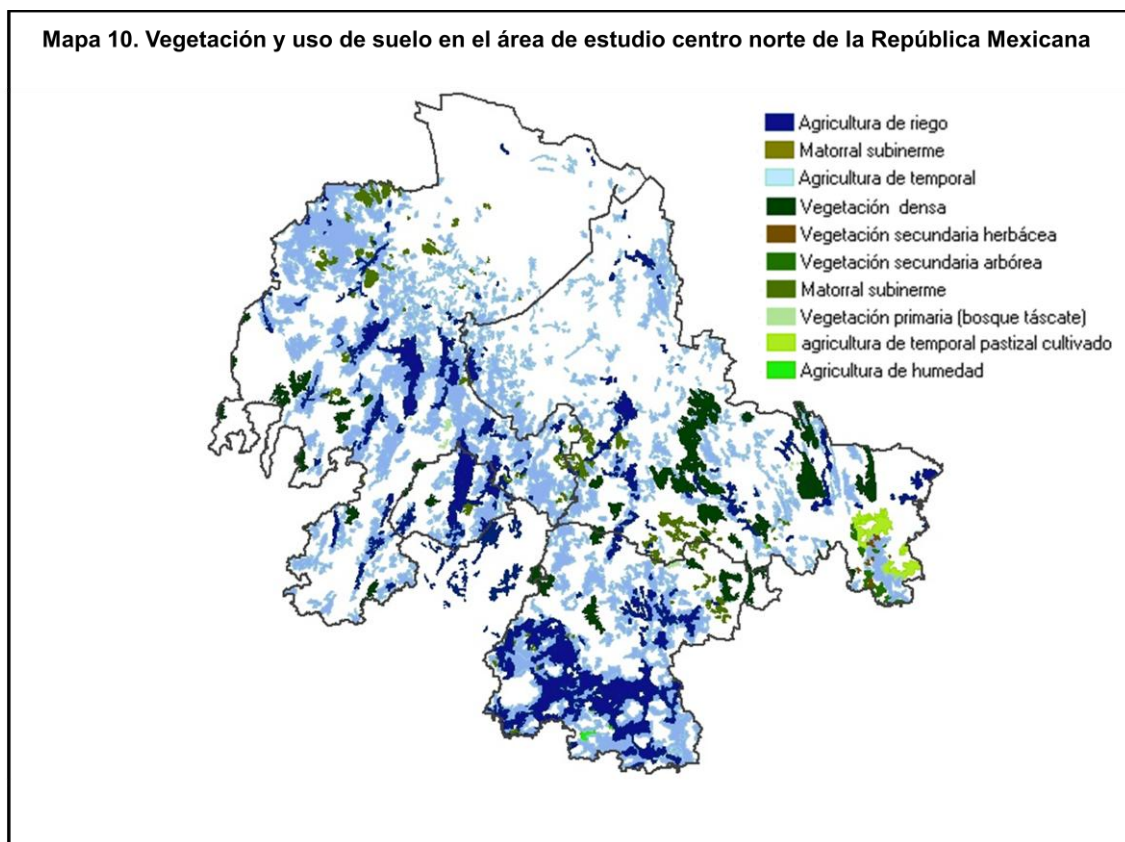 Mapa 10. Vegetación y uso de suelo en el área de estudio centro norte de la República Mexicana
Agricultura de riego
Matorral subinerme
Agricultura de temporal
Vegetación densa
Vegetación secundaria herbácea
Vegetación secundaria arbórea
Matorral subinerme
Vegetación primaria (bosque táscate)
agricultura de temporal pastizal cultivado
Agricultura de humedad